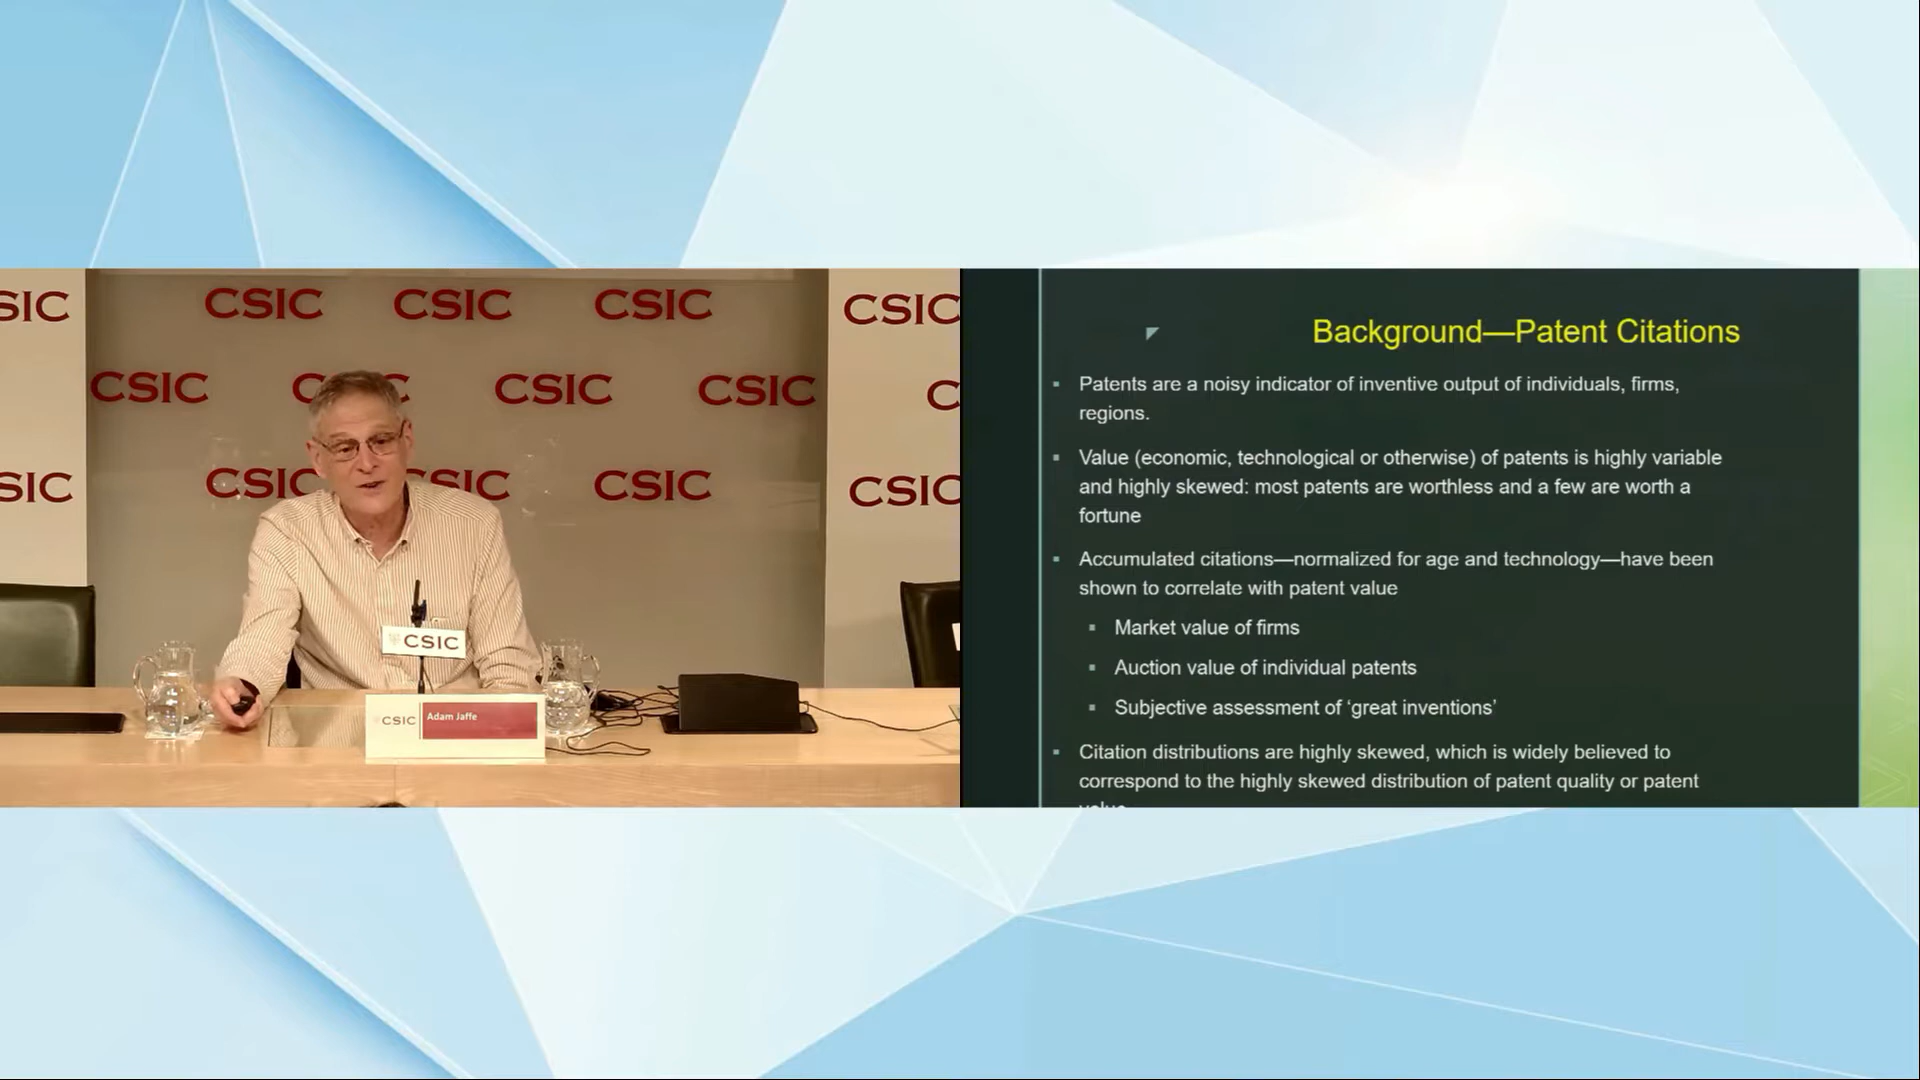 SIC
CSIC
CSIC
CSIC
CSIC
CSIC
CSIC
CSIC
C
SIC
CSIC
CSIC
CSIC
CSIC
CSIC
Adam Jaffe
Background—Patent Citations
Patents are a noisy indicator of inventive output of individuals, firms,
regions.
Value (economic, technological or otherwise) of patents is highly variable
and highly skewed: most patents are worthless and a few are worth a
fortune
Accumulated citations—normalized for age and technology—have been
shown to correlate with patent value
Market value of firms
Auction value of individual patents
Subjective assessment of ‘great inventions’
Citation distributions are highly skewed, which is widely believed to
correspond to the highly skewed distribution of patent quality or patent